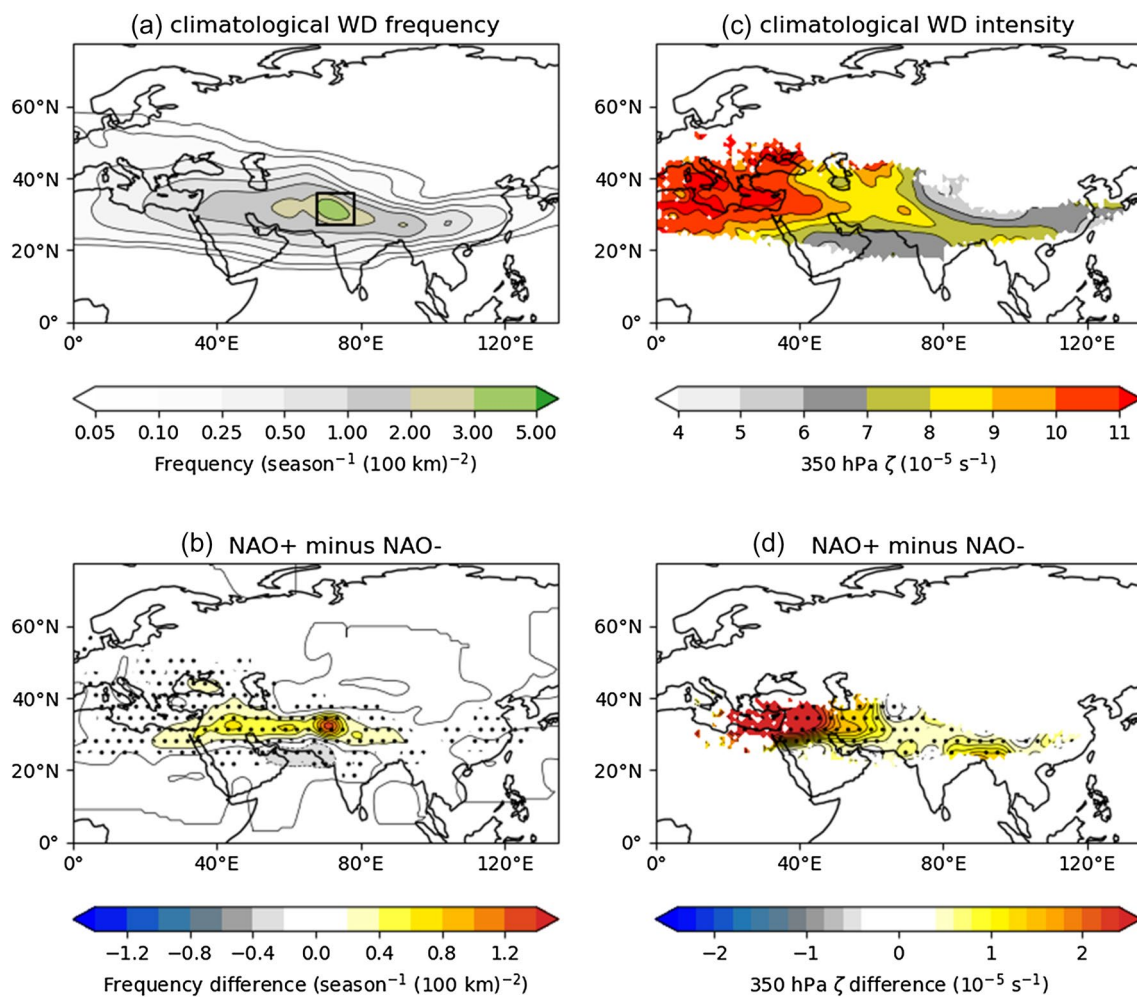 (a) climatological WD frequency
60°N
40°N
20°N
0°
0° 40°E 80°E 120°E
0.05 0.10 0.25 0.50 1.00 2.00 3.00 5.00
Frequency (season⁻¹ (100 km)⁻²)
(c) climatological WD intensity
60°N
40°N
20°N
0°
0° 40°E 80°E 120°E
4 5 6 7 8 9 10 11
350 hPa ζ (10⁻⁵ s⁻¹)
(b) NAO+ minus NAO-
60°N
40°N
20°N
0°
0° 40°E 80°E 120°E
−1.2 −0.8 −0.4 0.0 0.4 0.8 1.2
Frequency difference (season⁻¹ (100 km)⁻²)
(d) NAO+ minus NAO-
60°N
40°N
20°N
0°
0° 40°E 80°E 120°E
−2 −1 0 1 2
350 hPa ζ difference (10⁻⁵ s⁻¹)